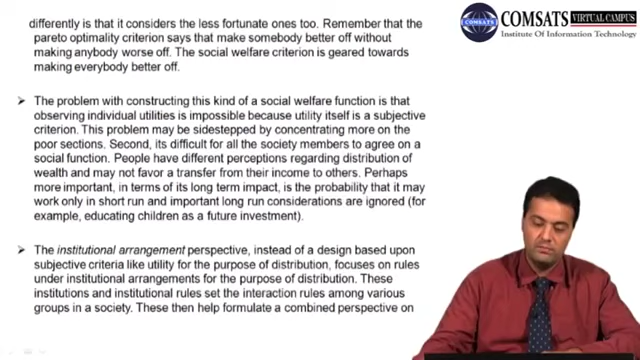 COMSATS VIRTUAL CAMPUS
Institute Of Information Technology
differently is that it considers the less fortunate ones too. Remember that the
pareto optimality criterion says that make somebody better off without
making anybody worse off. The social welfare criterion is geared towards
making everybody better off.
The problem with constructing this kind of a social welfare function is that
observing individual utilities is impossible because utility itself is a subjective
criterion. This problem may be sidestepped by concentrating more on the
poor sections. Second, its difficult for all the society members to agree on a
social function. People have different perceptions regarding distribution of
wealth and may not favor a transfer from their income to others. Perhaps
more important, in terms of its long term impact, is the probability that it may
work only in short run and important long run considerations are ignored (for
example, educating children as a future investment).
The institutional arrangement perspective, instead of a design based upon
subjective criteria like utility for the purpose of distribution, focuses on rules
under institutional arrangements for the purpose of distribution. These
institutions and institutional rules set the interaction rules among various
groups in a society. These then help formulate a combined perspective on